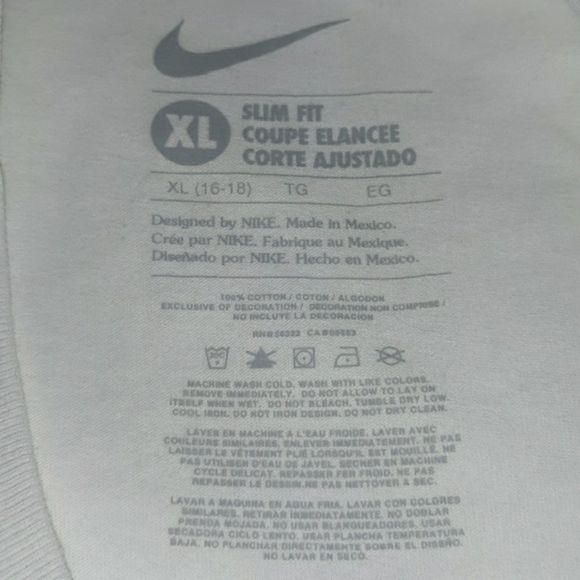 XL
SLIM FIT
COUPE ELANCEE
CORTE AJUSTADO
XL (16-18) TG EG
Designed by NIKE. Made in Mexico.
Crée par NIKE. Fabrique au Mexique.
Diseñado por NIKE. Hecho en Mexico.
100% COTTON / COTON / ALGODON
EXCLUSIVE OF DECORATION / DECORATION NON COMPRISE /
NO INCLUYE LA DECORACION
RN# 56323 CA# 05553
30C
MACHINE WASH COLD. WASH WITH LIKE COLORS.
REMOVE IMMEDIATELY. DO NOT ALLOW TO LAY ON
ITSELF WHEN WET. DO NOT BLEACH. TUMBLE DRY LOW.
COOL IRON. DO NOT IRON DESIGN. DO NOT DRY CLEAN.
LAVER EN MACHINE A L'EAU FROIDE. LAVER AVEC
COULEURS SIMILAIRES. ENLEVER IMMEDIATEMENT. NE PAS
LAISSER LE VÊTEMENT PLIÉ LORSQU'IL EST MOUILLÉ. NE
PAS UTILISER D'EAU DE JAVEL. SECHER EN MACHINE
CYCLE DELICAT. REPASSER FER FROID. NE PAS
REPASSER LE DESSIN. NE PAS NETTOYER A SEC.
LAVAR A MAQUINA EN AGUA FRIA. LAVAR CON COLORES
SIMILARES. RETIRAR INMEDIATAMENTE. NO DOBLAR
PRENDA MOJADA. NO USAR BLANQUEADORES. USAR
SECADORA CICLO LENTO. USAR PLANCHA TEMPERATURA
BAJA. NO PLANCHAR DIRECTAMENTE SOBRE EL DISEÑO.
NO LAVAR EN SECO.